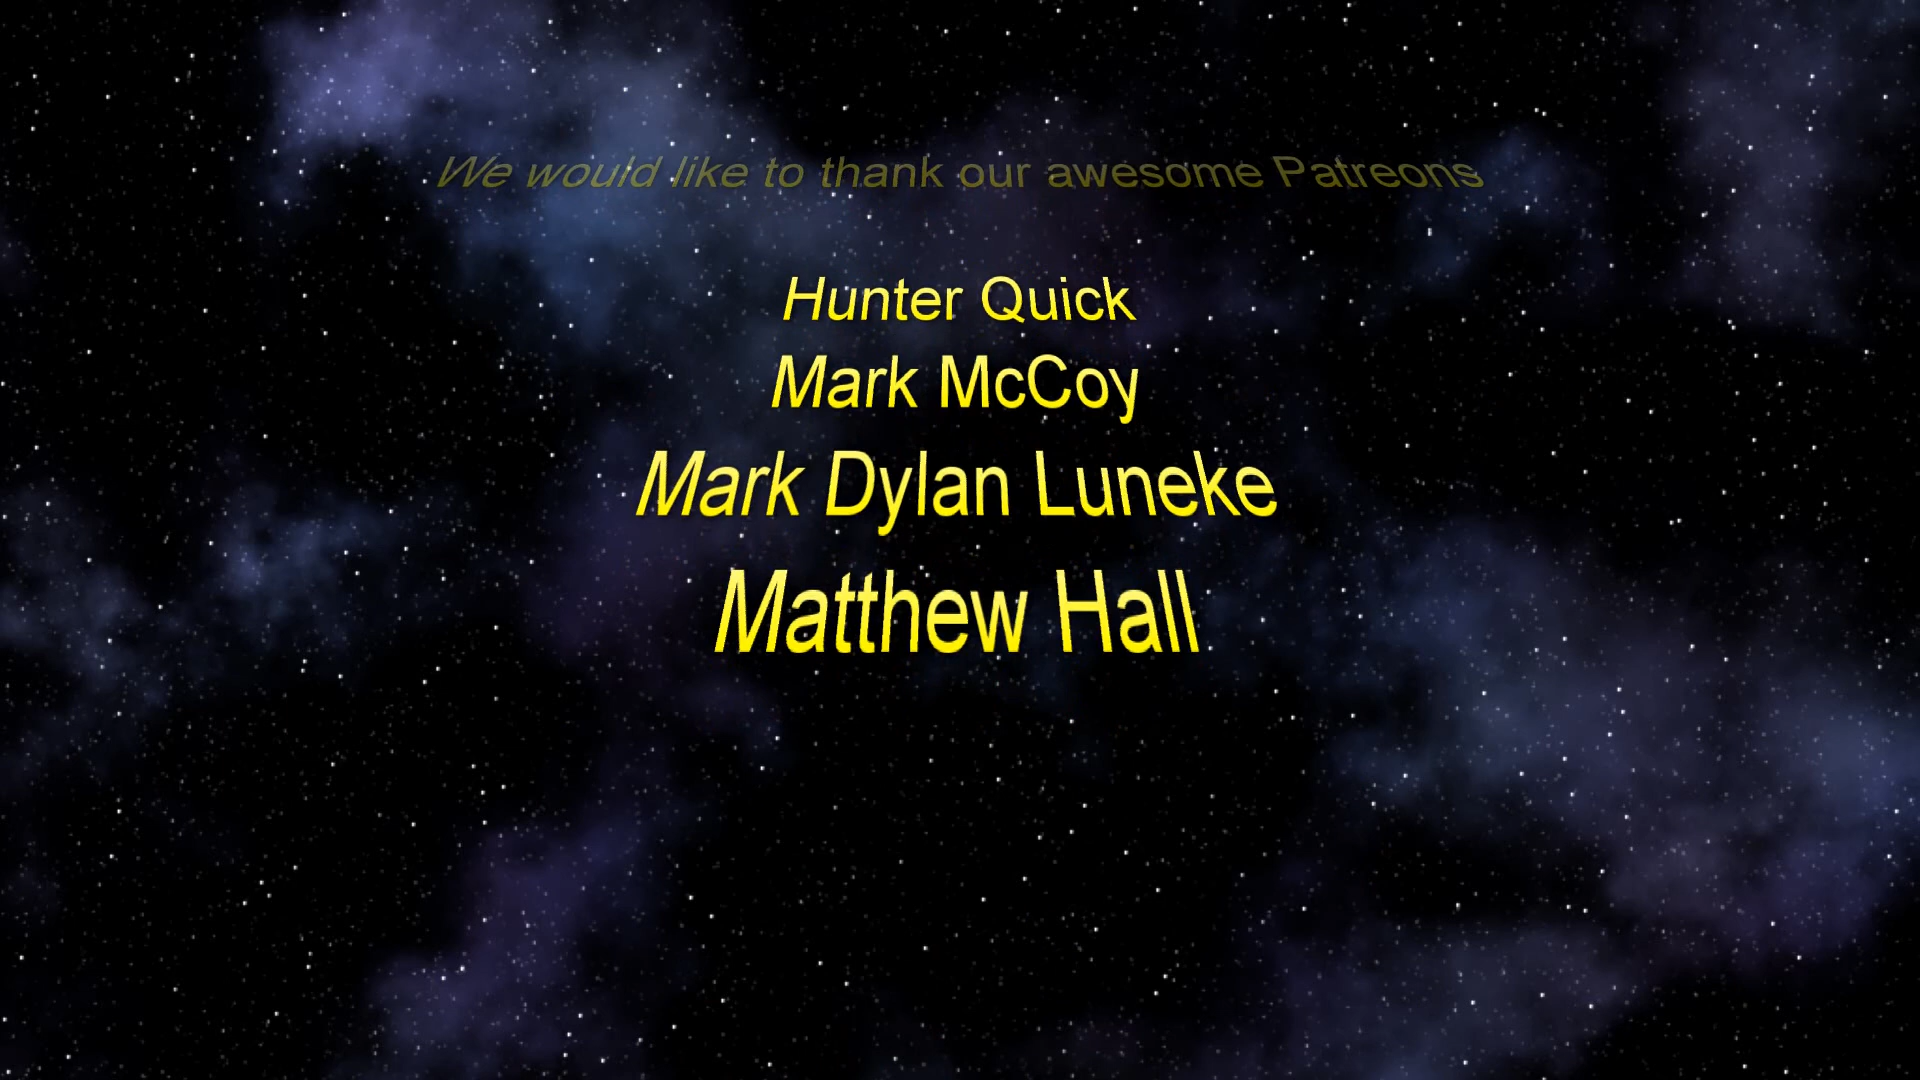 We would like to thank our awesome Patreons
Hunter Quick
Mark McCoy
Mark Dylan Luneke
Matthew Hall